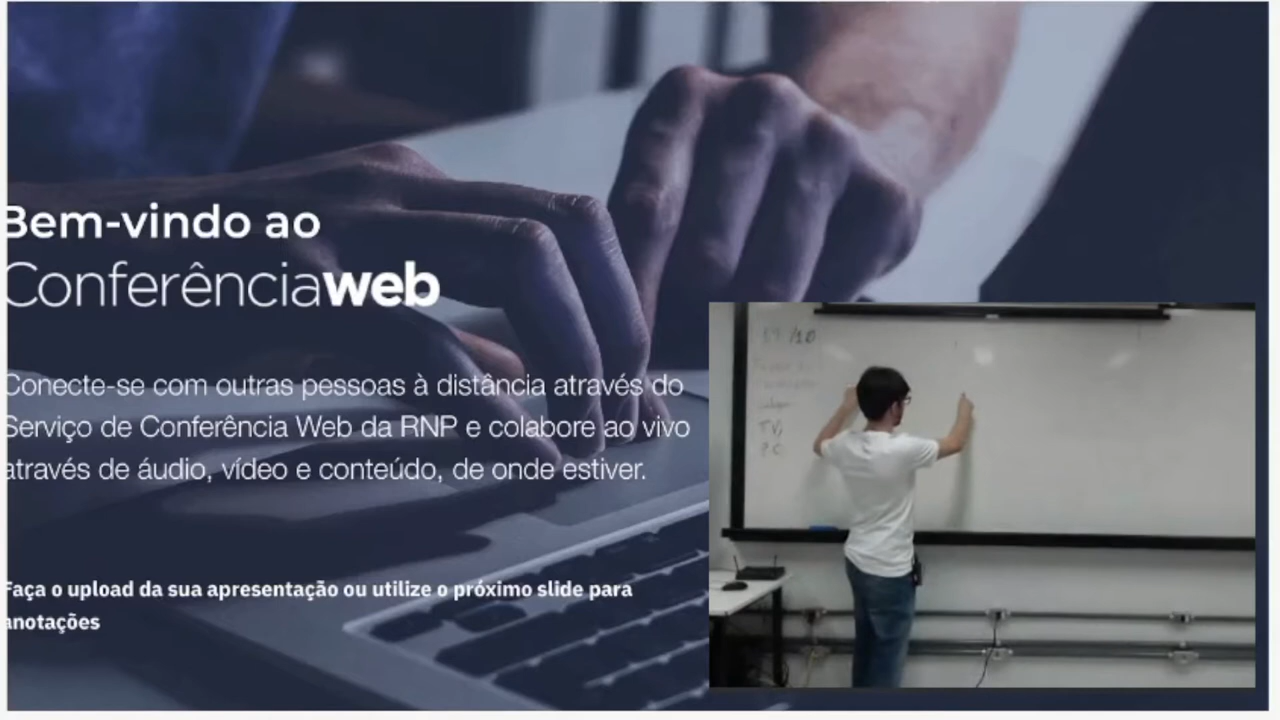 Bem-vindo ao
Conferênciaweb
Conecte-se com outras pessoas à distância através do
Serviço de Conferência Web da RNP e colabore ao vivo
através de áudio, vídeo e conteúdo, de onde estiver.
Faça o upload da sua apresentação ou utilize o próximo slide para
anotações
/10
TV,
PC